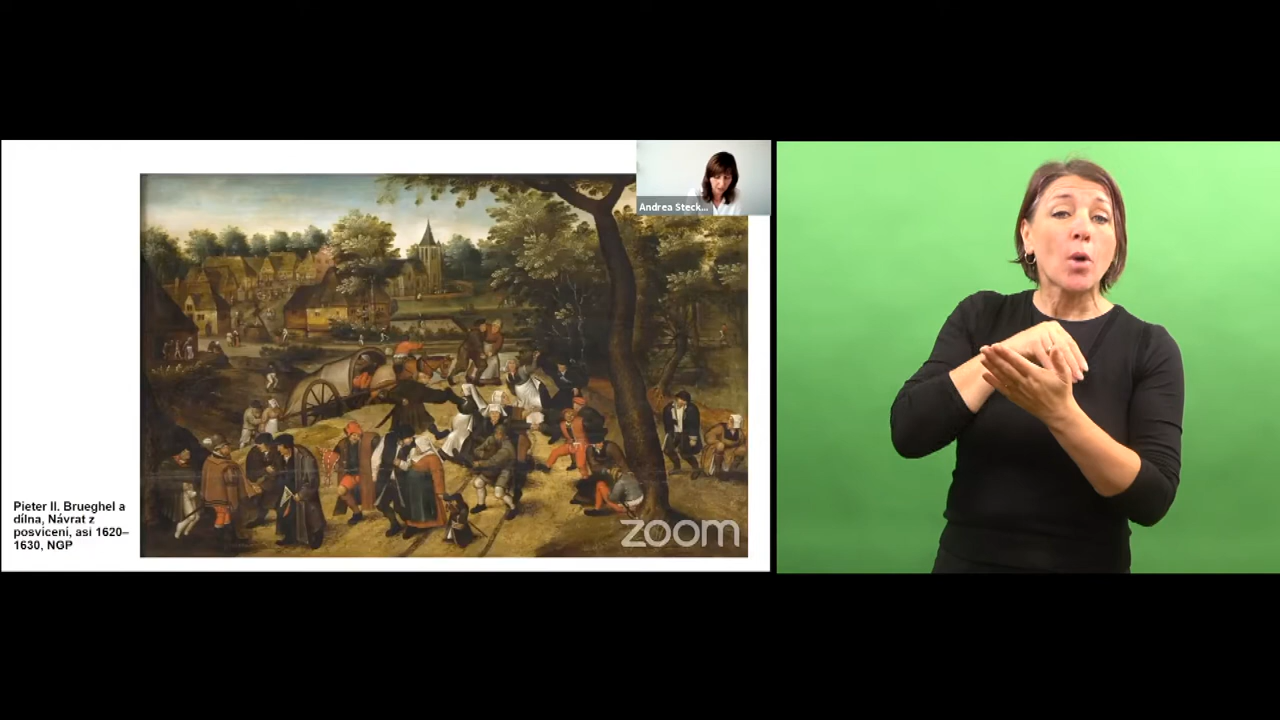 Andrea Steck...
Pieter II. Brueghel a
dílna, Návrat z
posvícení, asi 1620–
1630, NGP
zoom